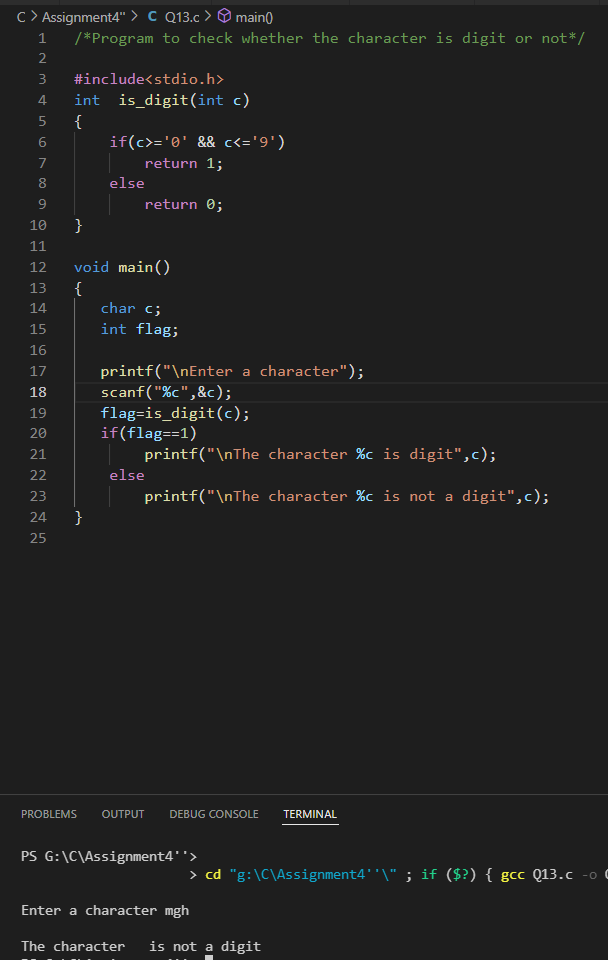 C > Assignment4'' > C Q13.c > main()
1 /*Program to check whether the character is digit or not*/
2
3 #include<stdio.h>
4 int  is_digit(int c)
5 {
6     if(c>='0' && c<='9')
7         return 1;
8     else
9         return 0;
10 }
11
12 void main()
13 {
14    char c;
15    int flag;
16
17    printf("\nEnter a character");
18    scanf("%c",&c);
19    flag=is_digit(c);
20    if(flag==1)
21         printf("\nThe character %c is digit",c);
22     else
23         printf("\nThe character %c is not a digit",c);
24 }
25
PROBLEMS OUTPUT DEBUG CONSOLE TERMINAL
PS G:\C\Assignment4''>
> cd "g:\C\Assignment4''\" ; if ($?) { gcc Q13.c -o
Enter a character mgh
The character   is not a digit